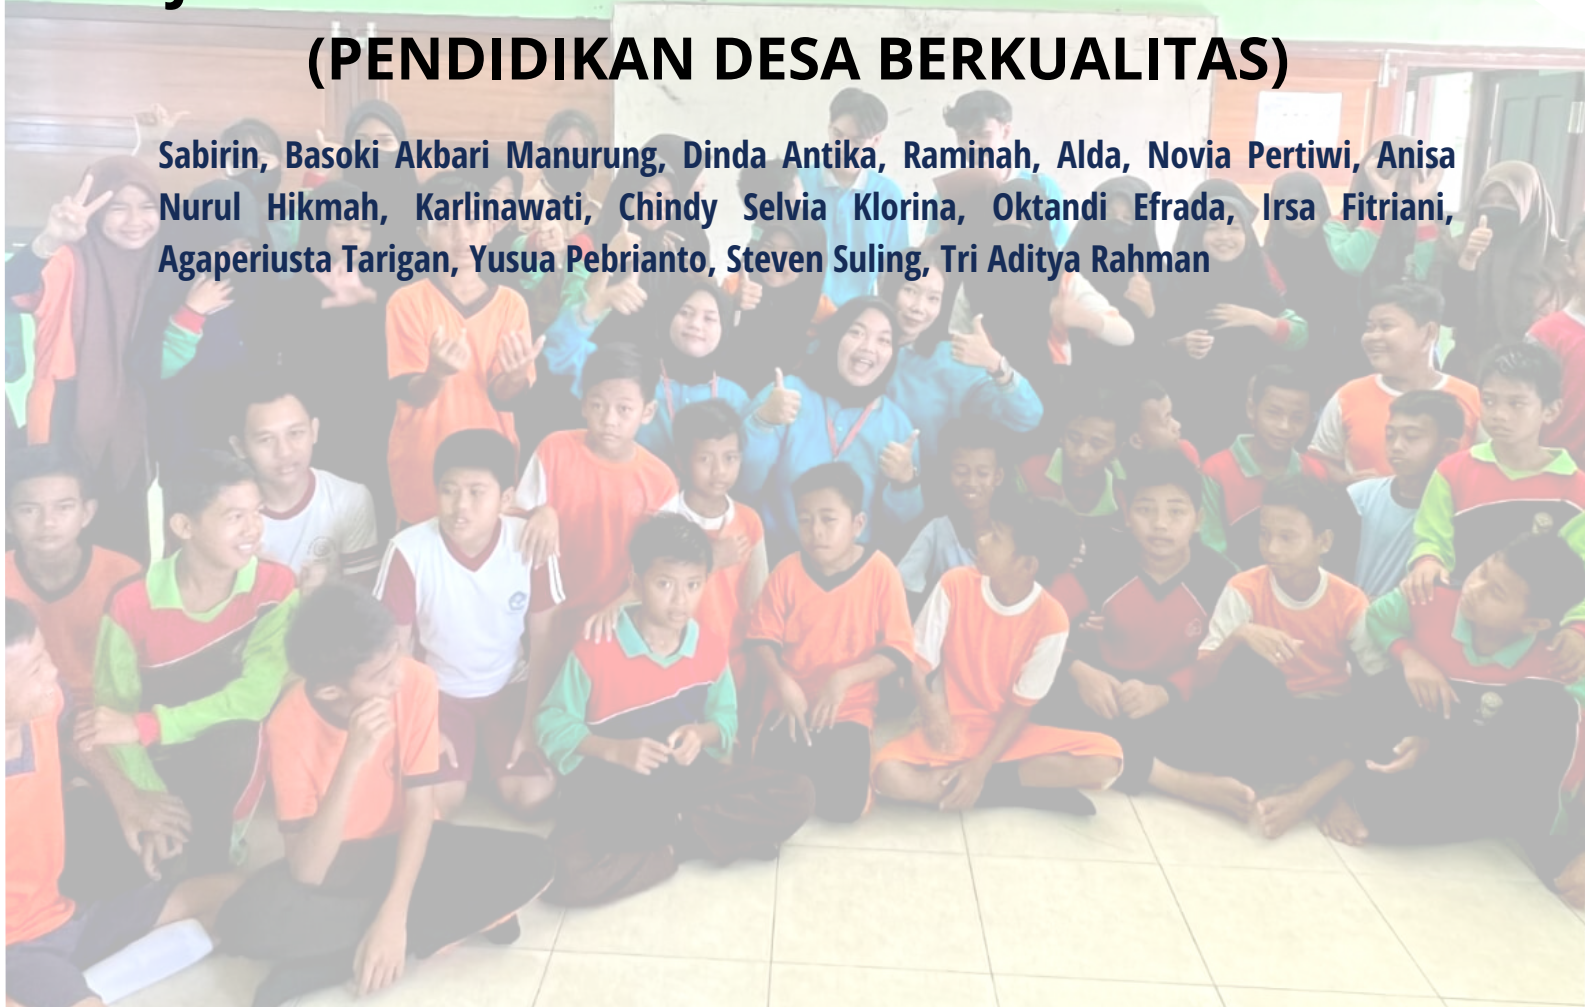 (PENDIDIKAN DESA BERKUALITAS)
Sabirin, Basoki Akbari Manurung, Dinda Antika, Raminah, Alda, Novia Pertiwi, Anisa
Nurul Hikmah, Karlinawati, Chindy Selvia Klorina, Oktandi Efrada, Irsa Fitriani,
Agaperiusta Tarigan, Yusua Pebrianto, Steven Suling, Tri Aditya Rahman